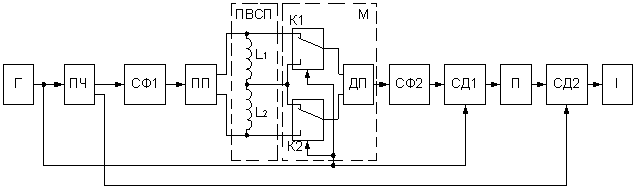 ПВСП М
К1
L1
Г ПЧ СФ1 ПП ДП СФ2 СД1 П СД2 І
L2
К2